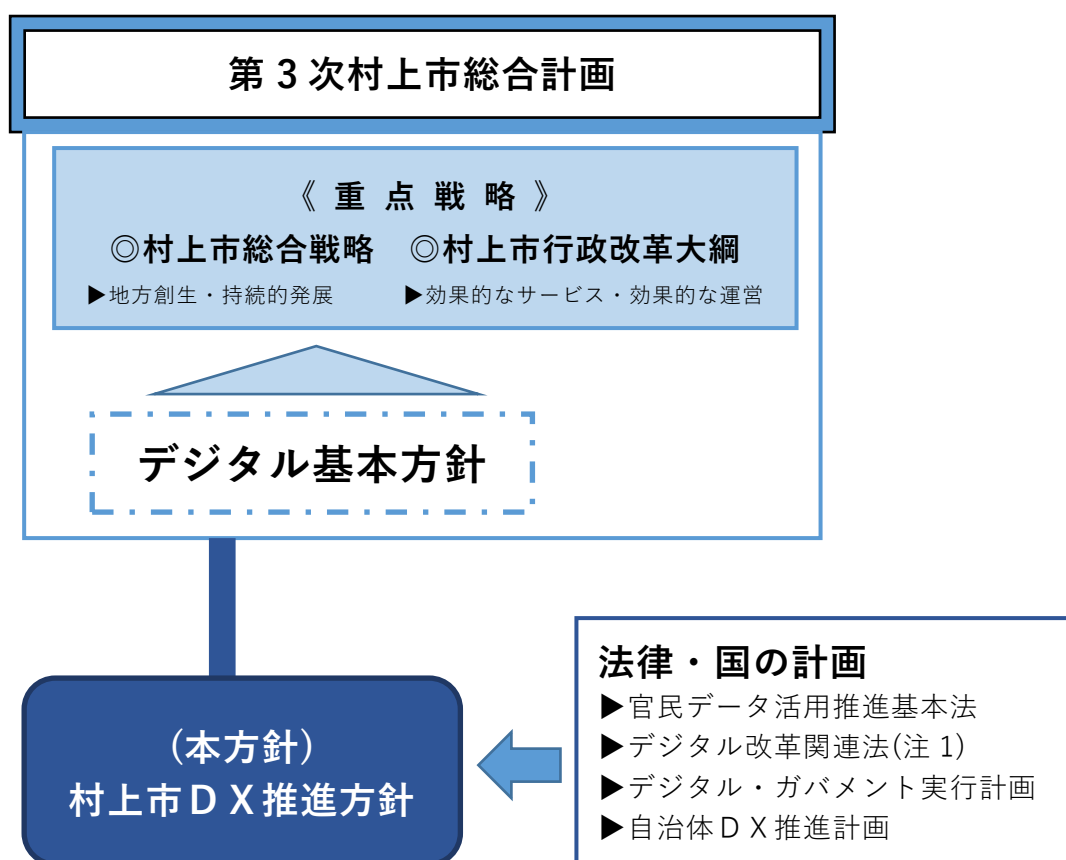 第3次村上市総合計画
《重点戦略》
◎村上市総合戦略 ◎村上市行政改革大綱
▶地方創生・持続的発展 ▶効果的なサービス・効果的な運営
デジタル基本方針
(本方針)
村上市ＤＸ推進方針
法律・国の計画
▶官民データ活用推進基本法
▶デジタル改革関連法(注1)
▶デジタル・ガバメント実行計画
▶自治体ＤＸ推進計画